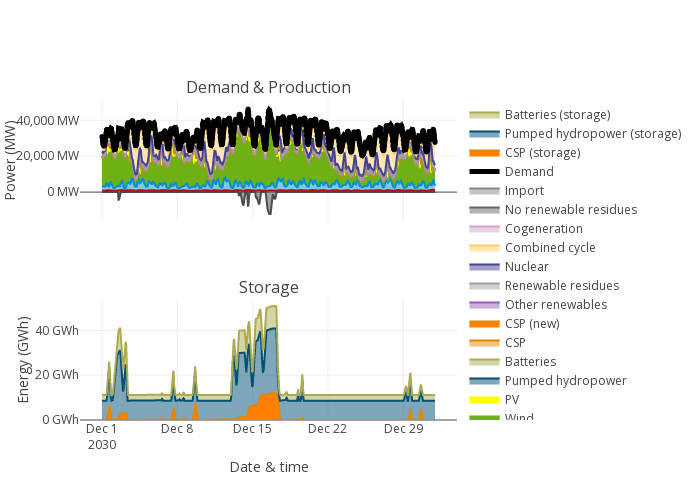 Demand & Production
Power (MW)
40,000 MW
20,000 MW
0 MW
Storage
Energy (GWh)
40 GWh
20 GWh
0 GWh
Dec 1
2030
Dec 8
Dec 15
Dec 22
Dec 29
Date & time
Batteries (storage)
Pumped hydropower (storage)
CSP (storage)
Demand
Import
No renewable residues
Cogeneration
Combined cycle
Nuclear
Renewable residues
Other renewables
CSP (new)
CSP
Batteries
Pumped hydropower
PV
Wind